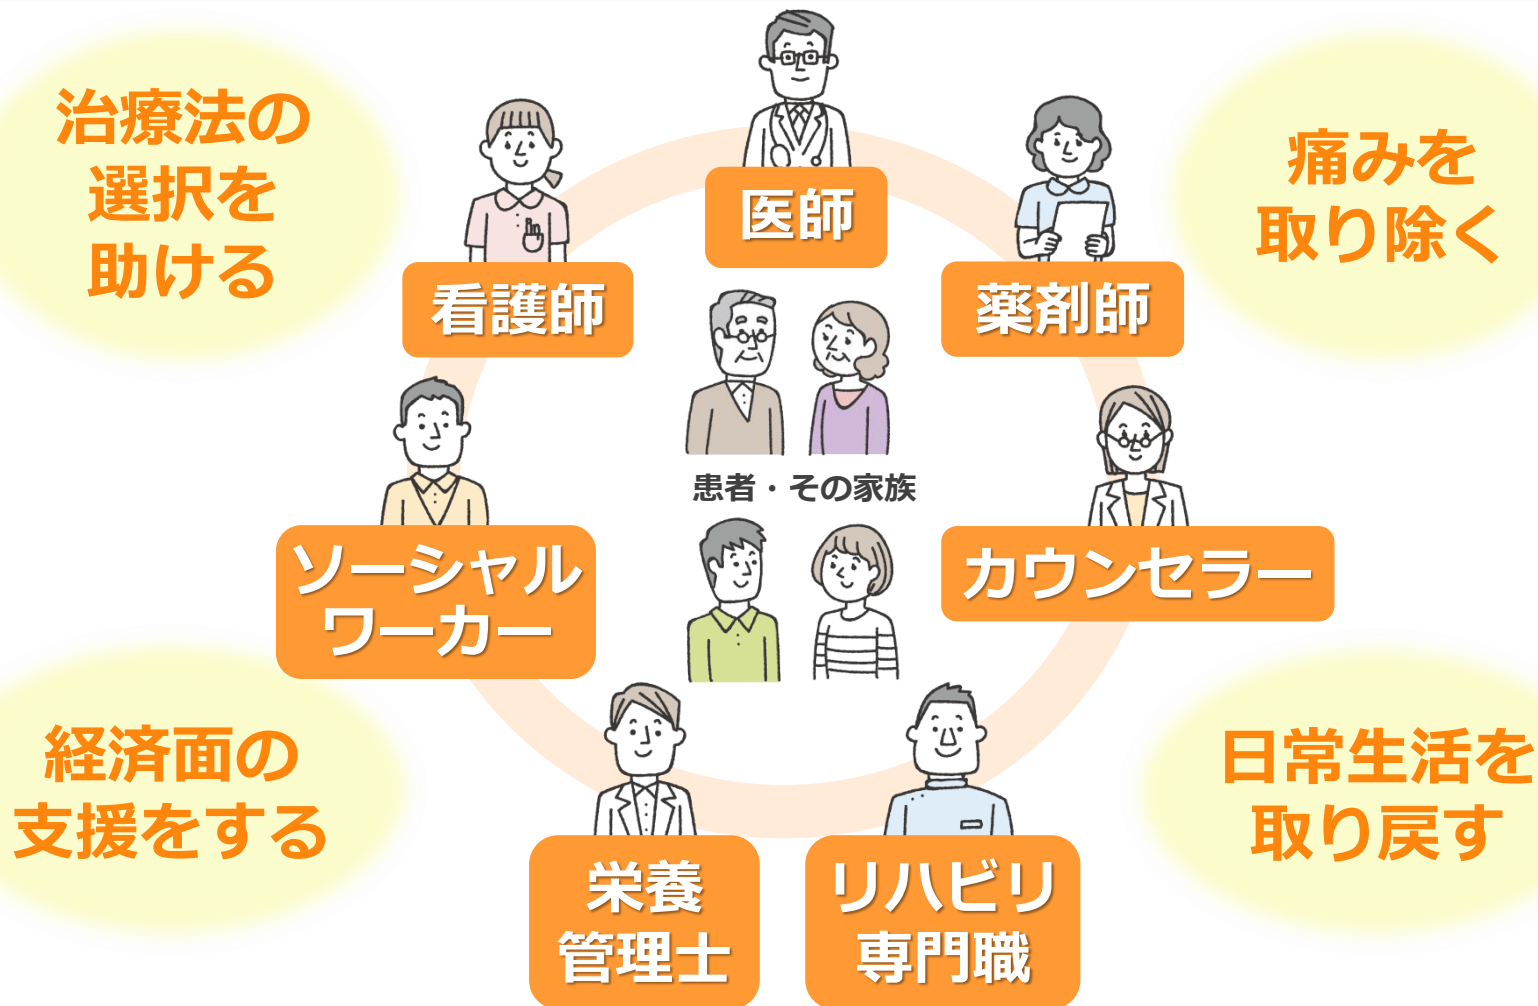 治療法の
選択を
助ける
痛みを
取り除く
医師
看護師
薬剤師
患者・その家族
ソーシャル
ワーカー
カウンセラー
経済面の
支援をする
日常生活を
取り戻す
栄養
管理士
リハビリ
専門職